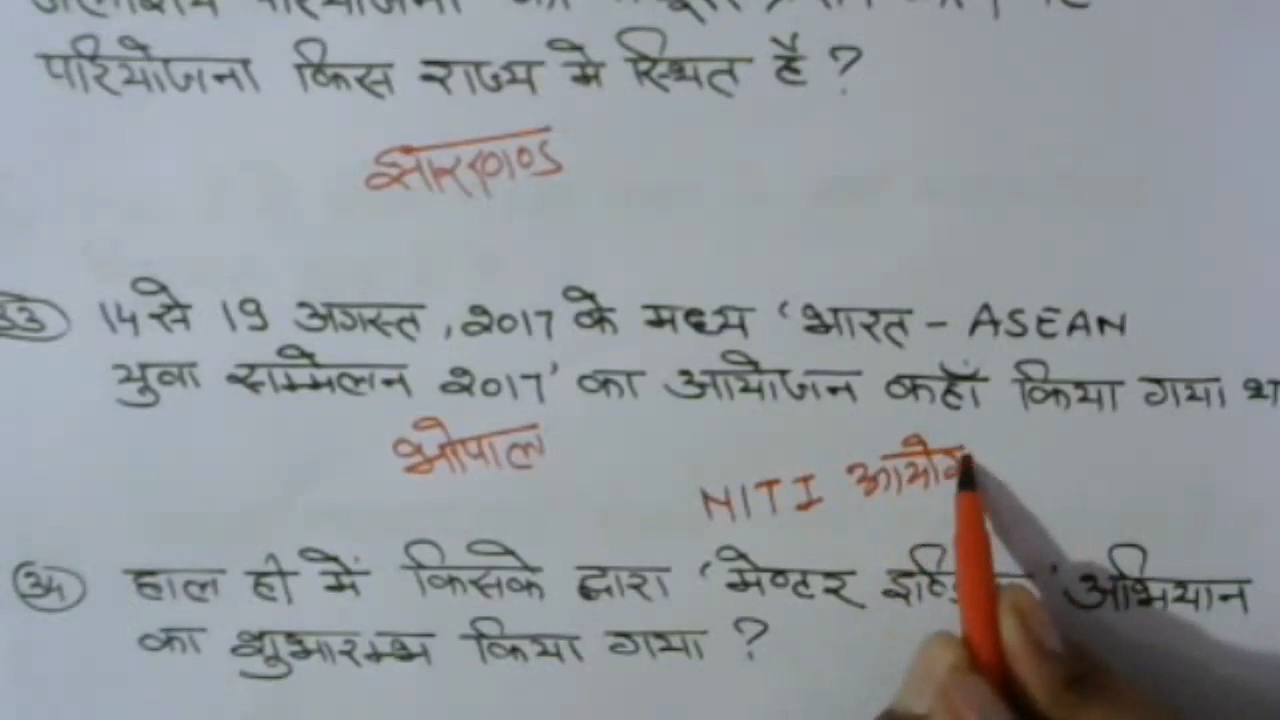 परियोजना किस राज्य मे स्थित है ?
झारखण्ड
33 14 से 19 अगस्त , 2017 के मध्य ‘भारत - ASEAN
युवा सम्मेलन 2017’ का आयोजन कहाँ किया गया था
भोपाल
NITI आयोग
34 हाल ही में किसके द्वारा ‘मेण्टर इण्डिया’ अभियान
का शुभारम्भ किया गया ?